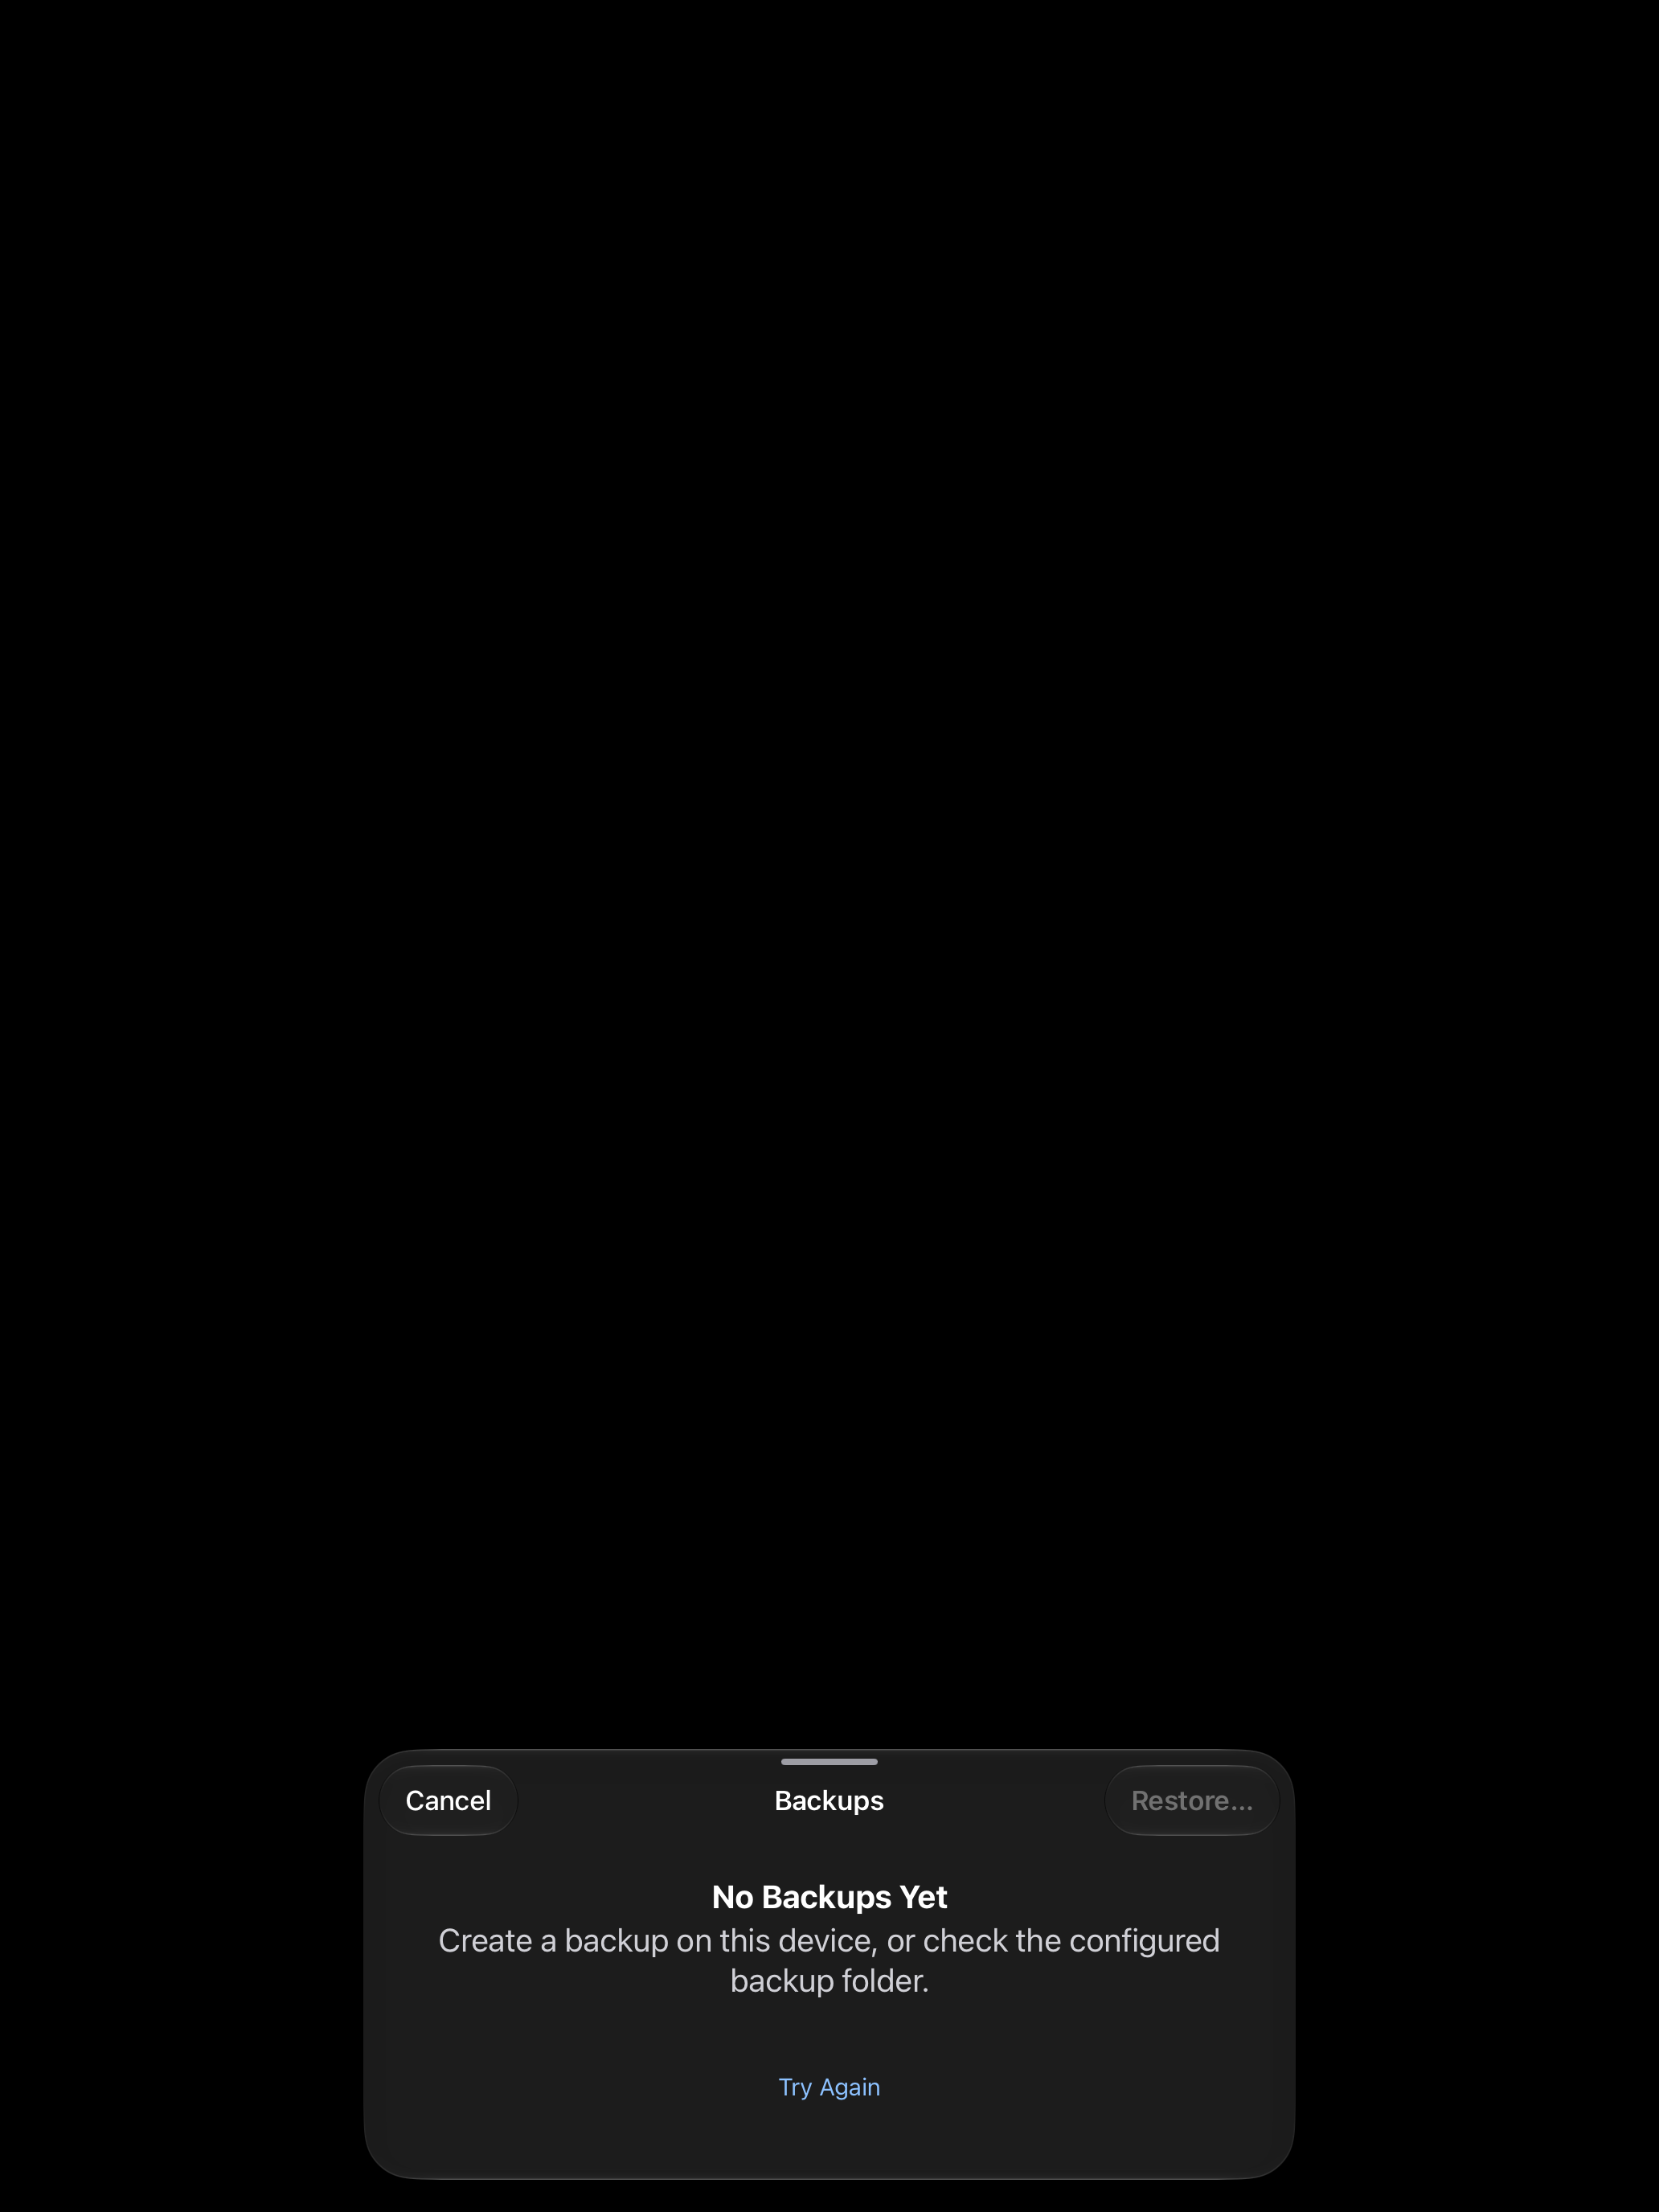 Cancel
Backups
Restore...
No Backups Yet
Create a backup on this device, or check the configured
backup folder.
Try Again